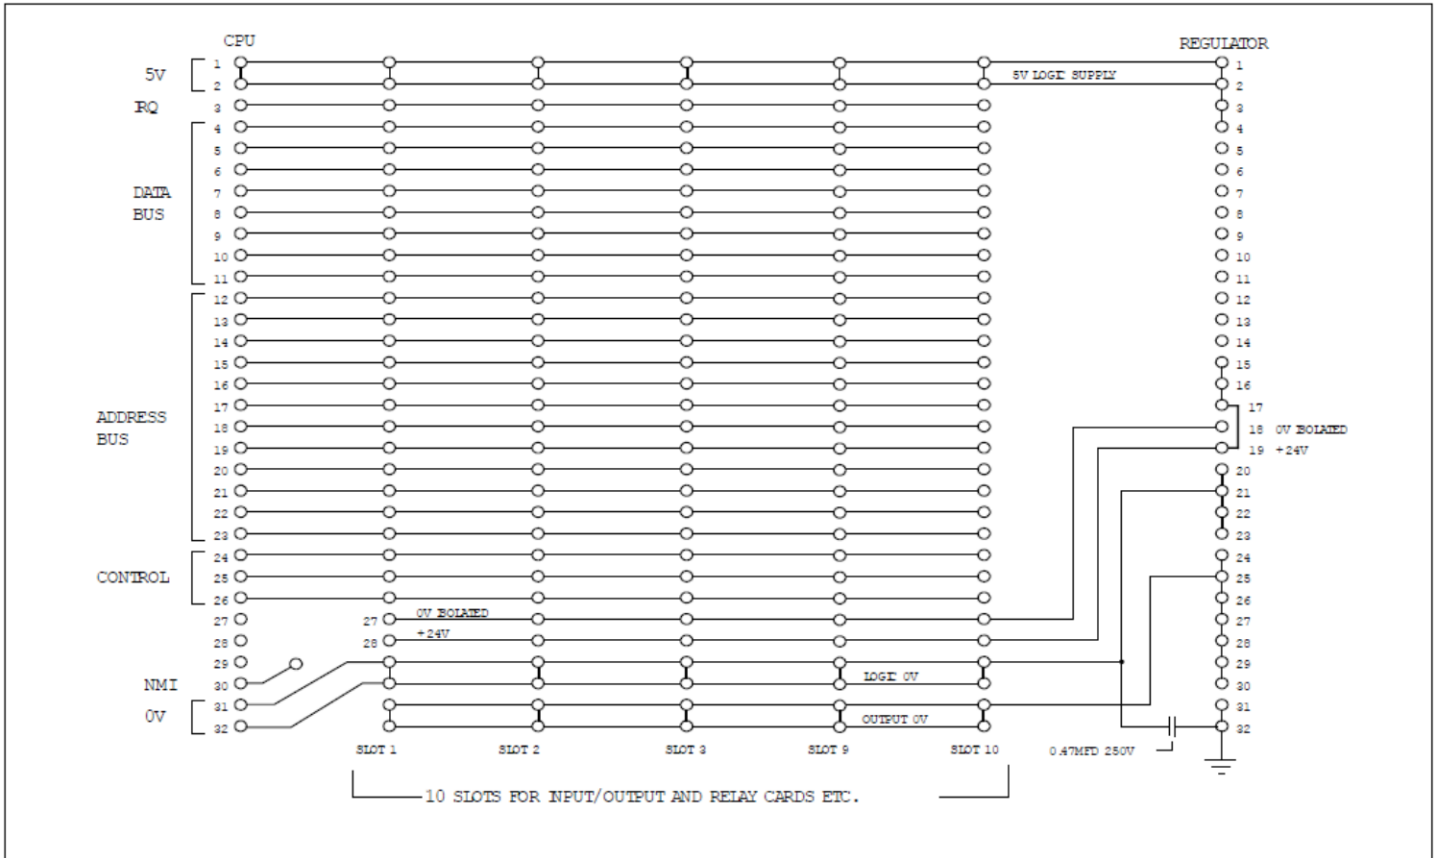 CPU
REGULATOR
5V
1
1
5V LOGIC SUPPLY
2
2
IRQ
3
3
4
4
5
5
6
6
DATA
BUS
7
7
8
8
9
9
10
10
11
11
12
12
13
13
14
14
15
15
16
16
17
17
ADDRESS
BUS
18
18 0V ISOLATED
19
19 +24V
20
20
21
21
22
22
23
23
24
24
CONTROL
25
25
26
26
27
27
0V ISOLATED
27
28
28
+24V
28
29
29
NMI
30
LOGIC 0V
30
0V
31
31
32
OUTPUT 0V
32
SLOT 1
SLOT 2
SLOT 3
SLOT 9
SLOT 10
0.47MFD 250V
10 SLOTS FOR INPUT/OUTPUT AND RELAY CARDS ETC.